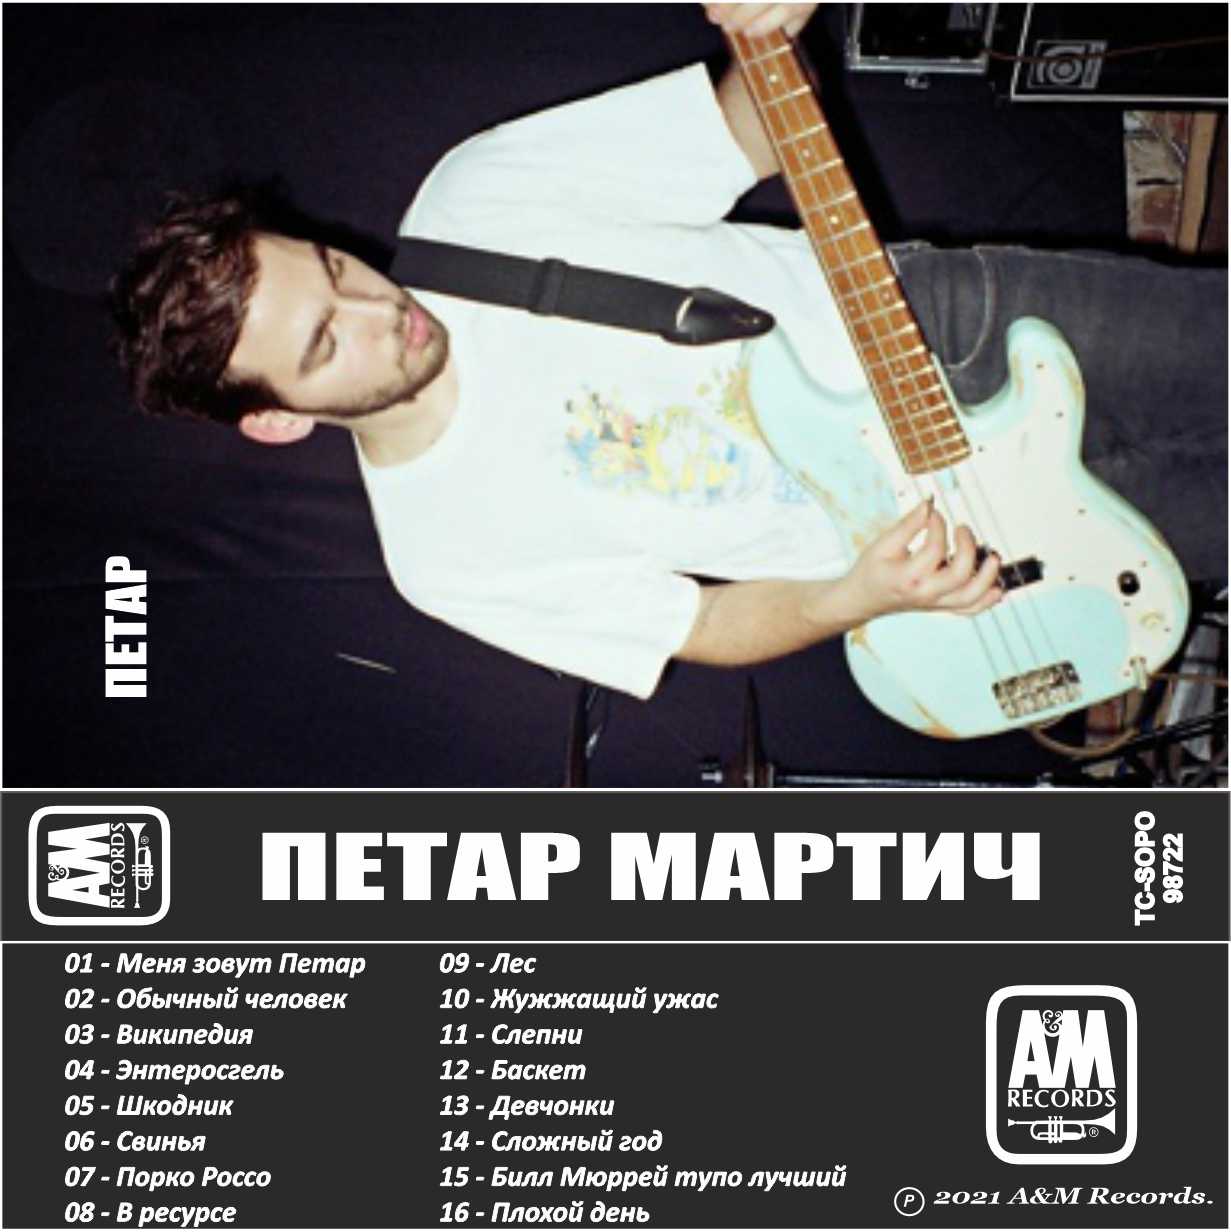 ПЕТАР
A&M
RECORDS
®
ПЕТАР МАРТИЧ
TC-SOPO
98722
01 - Меня зовут Петар
02 - Обычный человек
03 - Википедия
04 - Энтеросгель
05 - Шкодник
06 - Свинья
07 - Порко Россо
08 - В ресурсе
09 - Лес
10 - Жужжащий ужас
11 - Слепни
12 - Баскет
13 - Девчонки
14 - Сложный год
15 - Билл Мюррей тупо лучший
16 - Плохой день
A&M
RECORDS
®
℗ 2021 A&M Records.